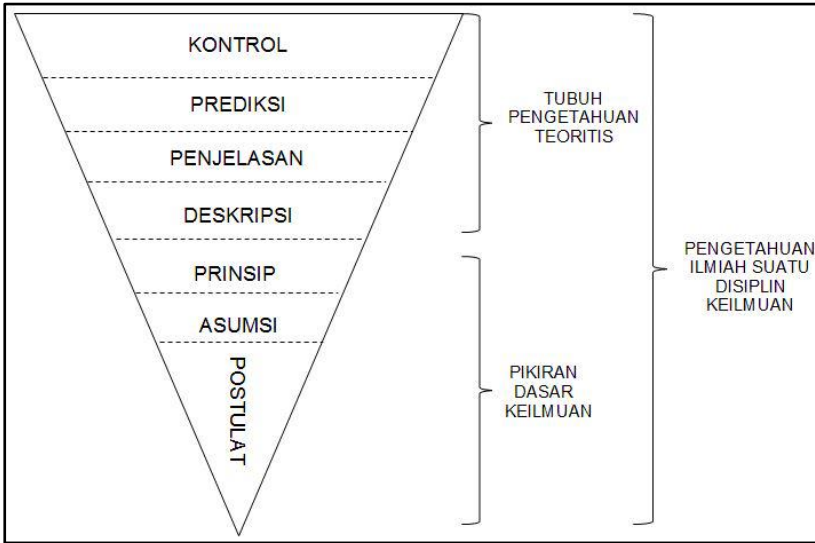 KONTROL
PREDIKSI
PENJELASAN
DESKRIPSI
PRINSIP
ASUMSI
POSTULAT
TUBUH
PENGETAHUAN
TEORITIS
PIKIRAN
DASAR
KEILMUAN
PENGETAHUAN
ILMIAH SUATU
DISIPLIN
KEILMUAN